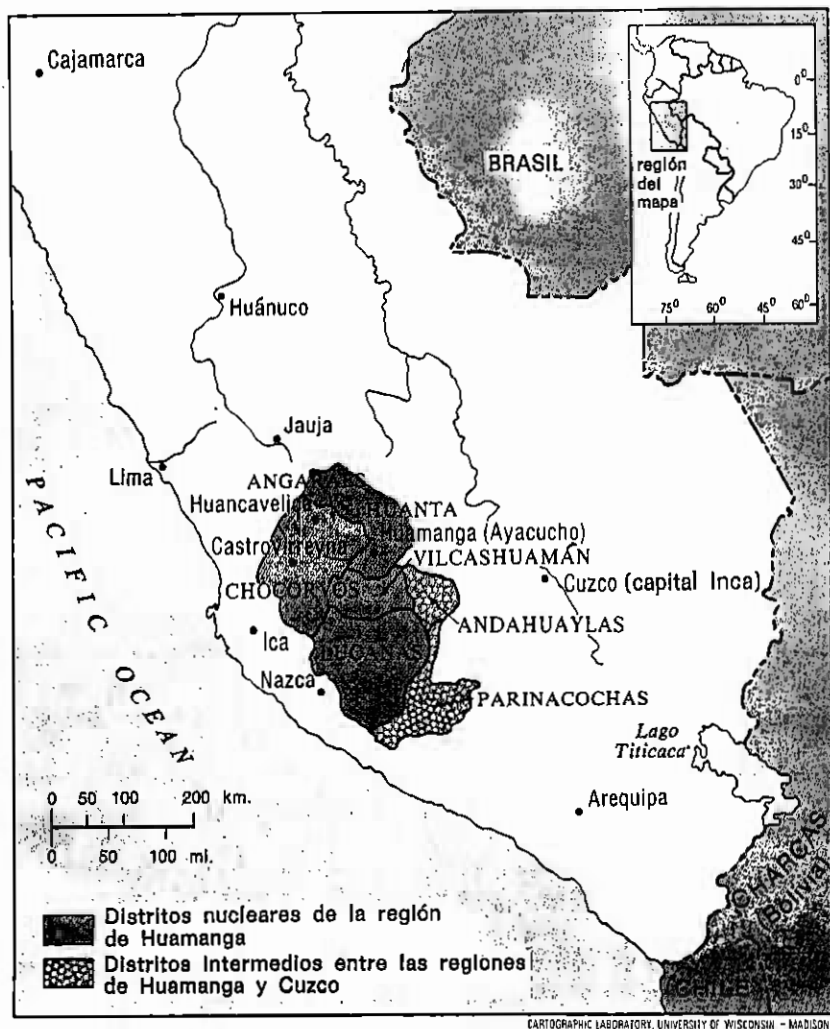 Cajamarca
BRASIL
región
del
mapa
0°
15°
30°
45°
60°
75°
60°
45°
Huánuco
Jauja
Lima
PACIFIC OCEAN
ANGARAES
Huancavelica
HUANTA
Huamanga (Ayacucho)
Castrovirreyna
VILCASHUAMÁN
CHOCORVOS
Cuzco (capital Inca)
ANDAHUAYLAS
Ica
LUCANAS
Nazca
PARINACOCHAS
Lago
Titicaca
Arequipa
0 50 100 200 km.
0 50 100 mi.
CHARCAS
(Bolivia)
CHILE
Distritos nucleares de la región
de Huamanga
Distritos intermedios entre las regiones
de Huamanga y Cuzco
CARTOGRAPHIC LABORATORY, UNIVERSITY OF WISCONSIN - MADISON